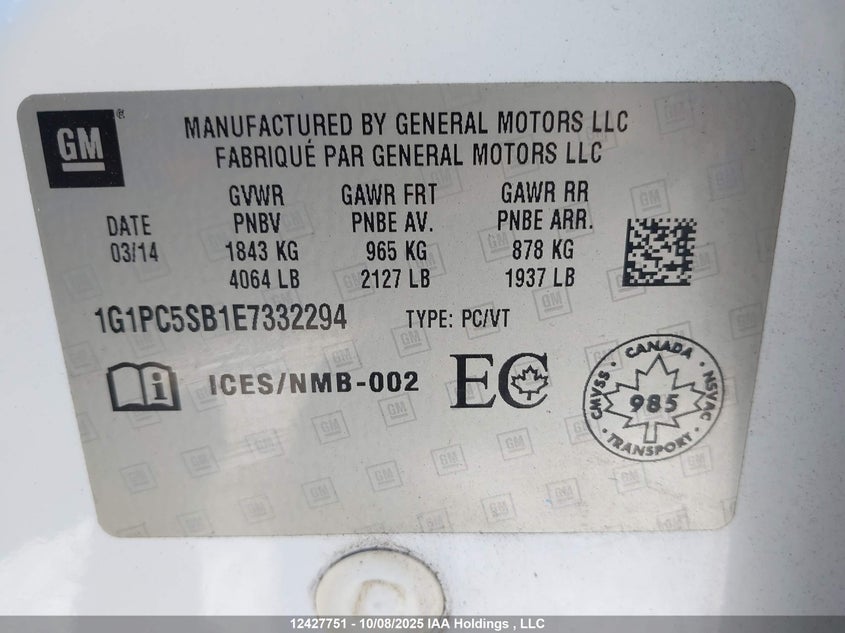 GM
MANUFACTURED BY GENERAL MOTORS LLC
FABRIQUÉ PAR GENERAL MOTORS LLC
GVWR GAWR FRT GAWR RR
DATE PNBV PNBE AV. PNBE ARR.
03/14 1843 KG 965 KG 878 KG
4064 LB 2127 LB 1937 LB
1G1PC5SB1E7332294 TYPE: PC/VT
i ICES/NMB-002 EC
CANADA
CMVSS 985 NSVAC
TRANSPORT
12427751 - 10/08/2025 IAA Holdings , LLC